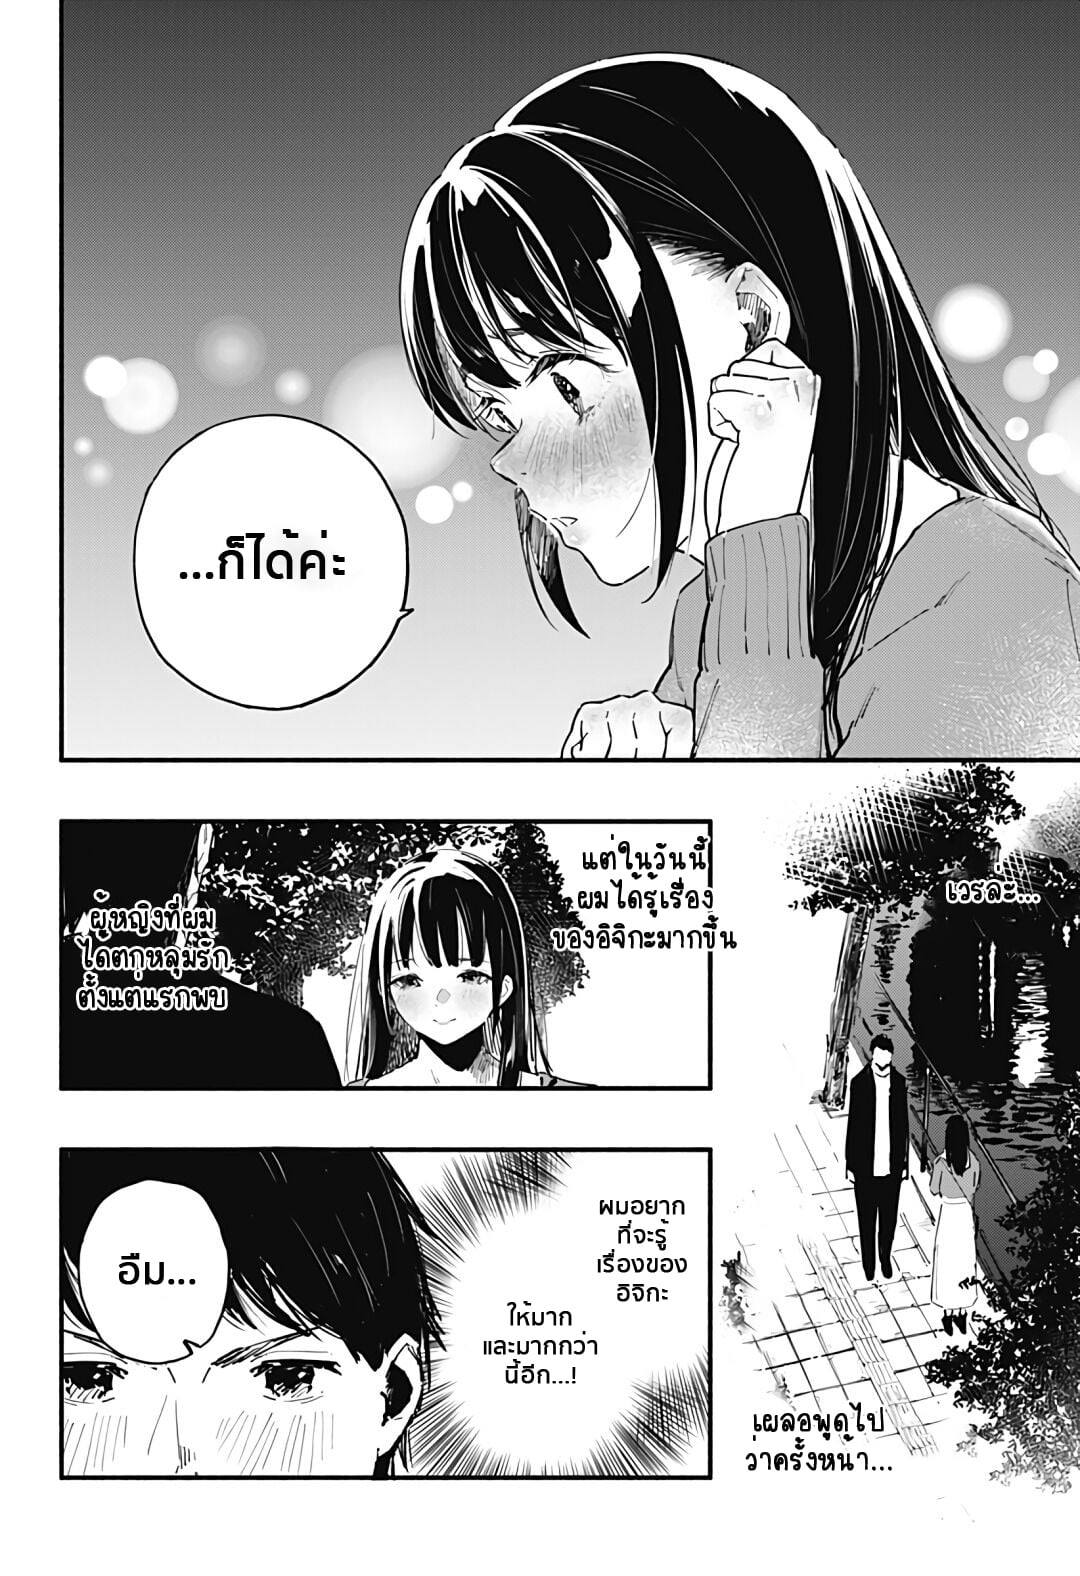 ...ก็ได้ค่ะ
เวรล่ะ...
เผลอพูดไป
ว่าครั้งหน้า...
แต่ในวันนี้
ผมได้รู้เรื่อง
ของอิจิกะมากขึ้น
ผู้หญิงที่ผม
ได้ตกหลุมรัก
ตั้งแต่แรกพบ
ผมอยาก
ที่จะรู้
เรื่องของ
อิจิกะ
ให้มาก
และมากกว่า
นี้อีก...!
อืม...